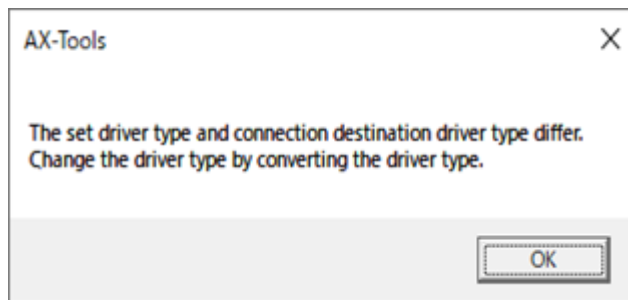 AX-Tools
The set driver type and connection destination driver type differ.
Change the driver type by converting the driver type.
OK